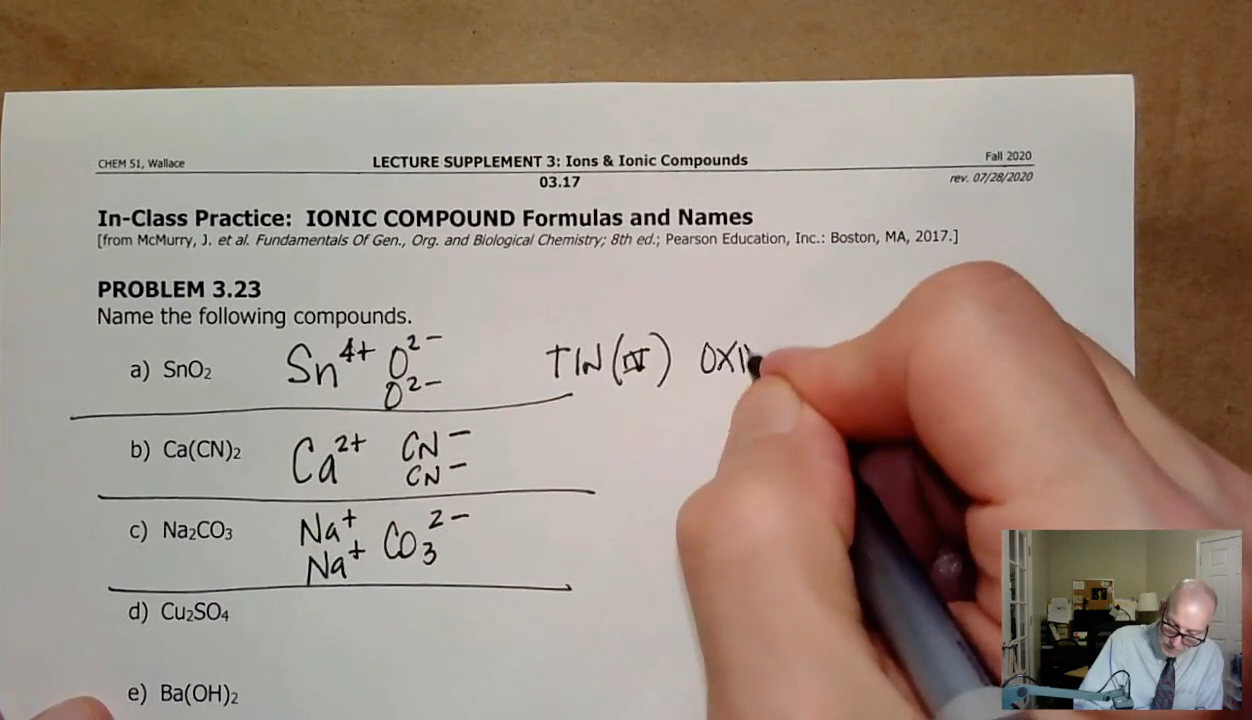 CHEM 51, Wallace LECTURE SUPPLEMENT 3: Ions & Ionic Compounds Fall 2020
03.17 rev. 07/28/2020
In-Class Practice: IONIC COMPOUND Formulas and Names
[from McMurry, J. et al. Fundamentals Of Gen., Org. and Biological Chemistry; 8th ed.; Pearson Education, Inc.: Boston, MA, 2017.]
PROBLEM 3.23
Name the following compounds.
a) SnO₂ Sn⁴⁺ O²⁻ TIN (IV) OXI
O²⁻
b) Ca(CN)₂ Ca²⁺ CN⁻
CN⁻
c) Na₂CO₃ Na⁺ CO₃²⁻
Na⁺
d) Cu₂SO₄
e) Ba(OH)₂